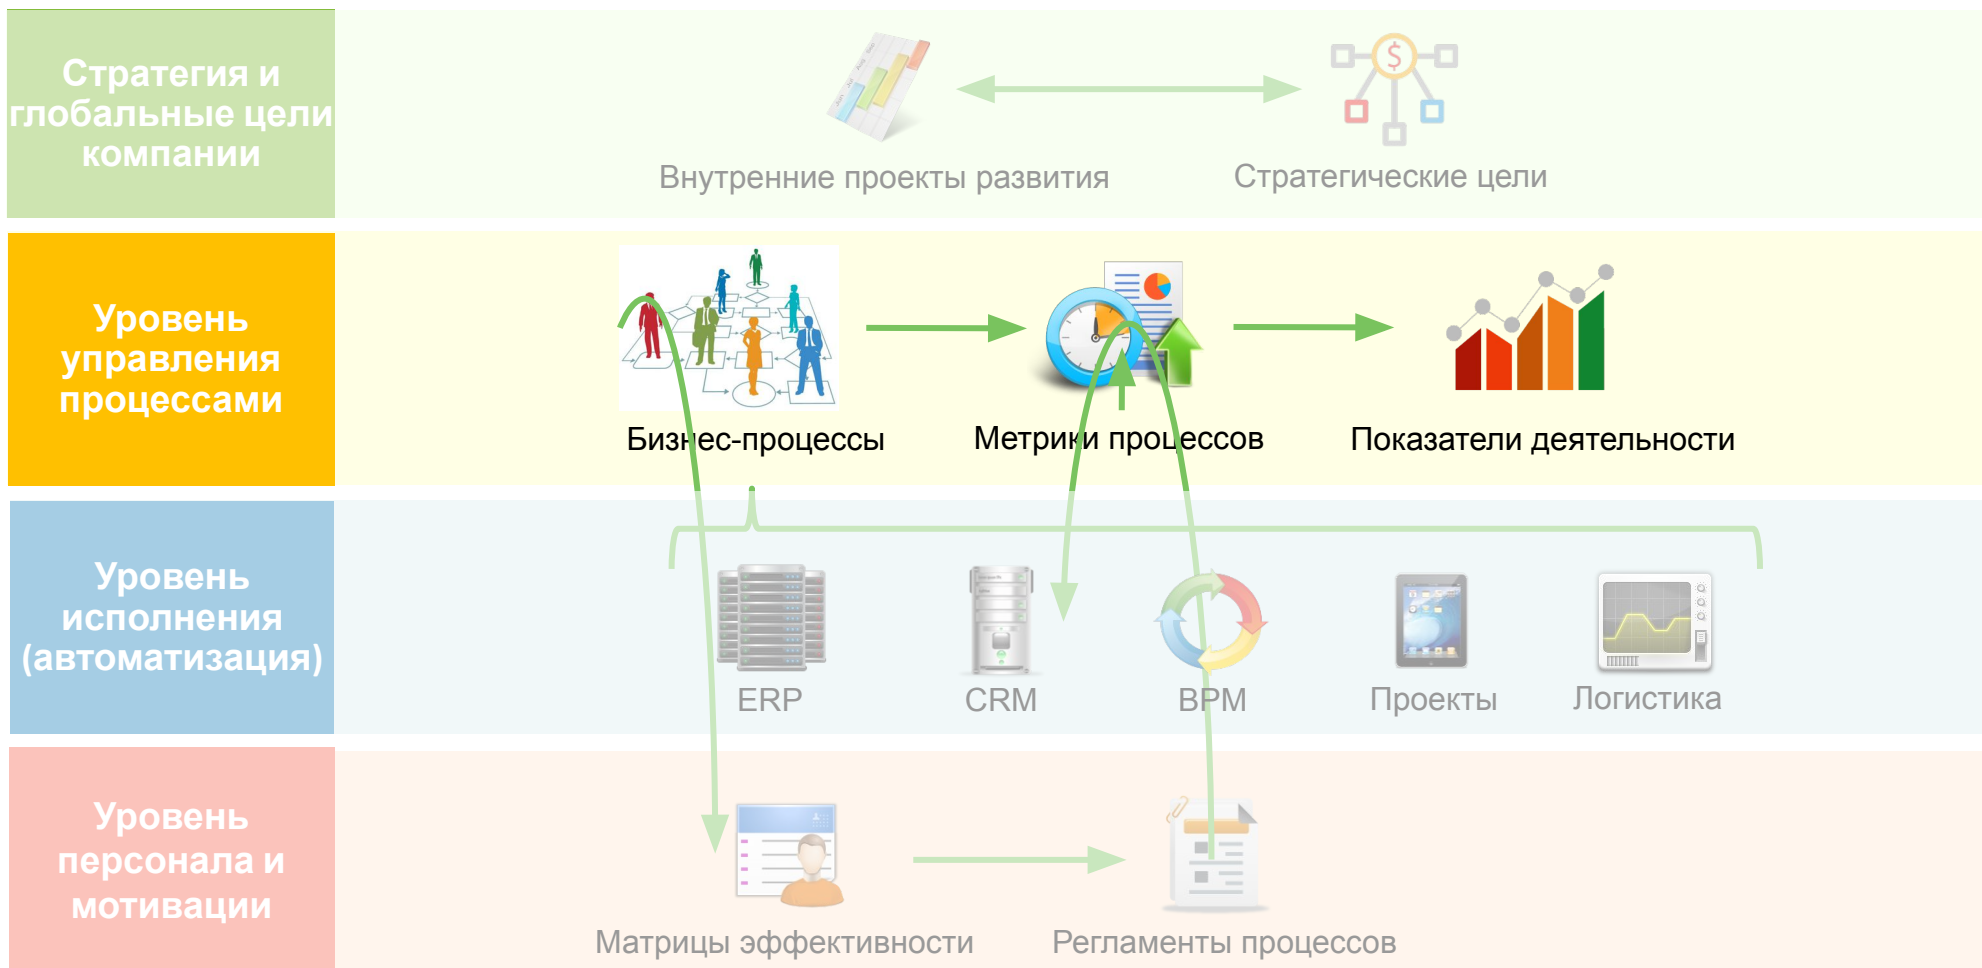 Стратегия и
глобальные цели
компании
Внутренние проекты развития
Стратегические цели
Уровень
управления
процессами
Бизнес-процессы
Метрики процессов
Показатели деятельности
Уровень
исполнения
(автоматизация)
ERP
CRM
BPM
Проекты
Логистика
Уровень
персонала и
мотивации
Матрицы эффективности
Регламенты процессов